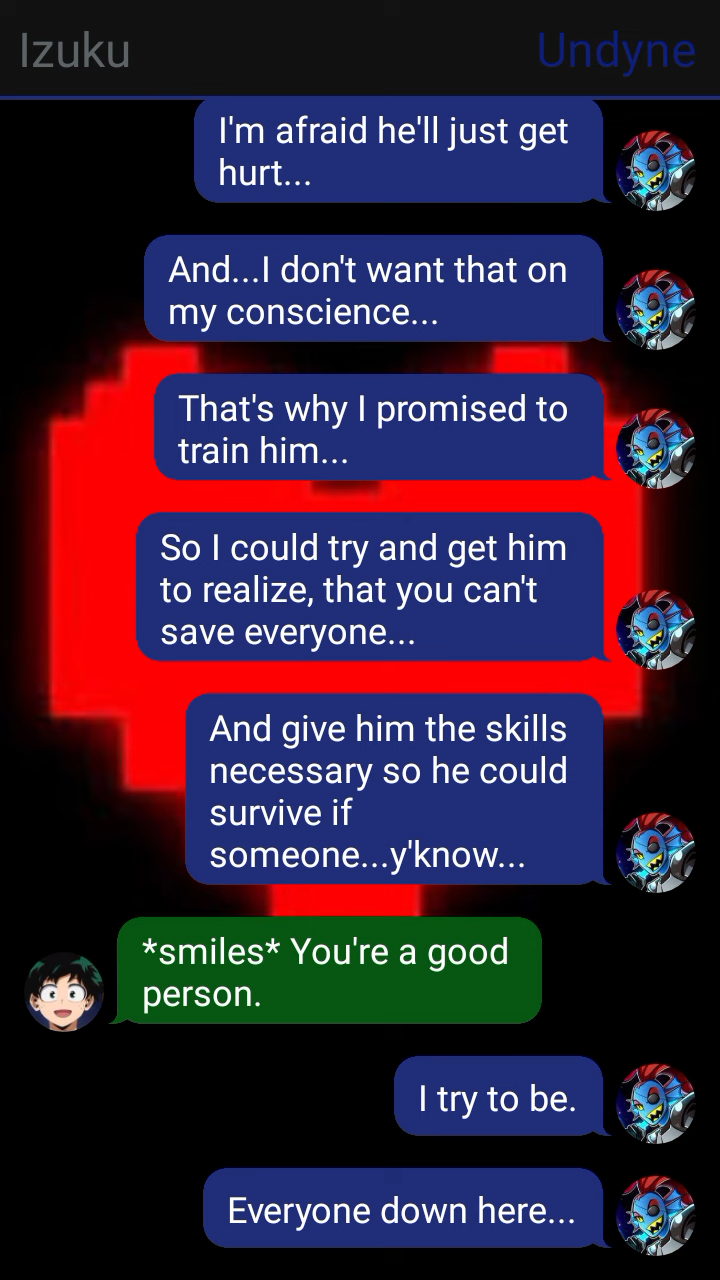 Izuku
Undyne
I'm afraid he'll just get
hurt...
And...I don't want that on
my conscience...
That's why I promised to
train him...
So I could try and get him
to realize, that you can't
save everyone...
And give him the skills
necessary so he could
survive if
someone...y'know...
*smiles* You're a good
person.
I try to be.
Everyone down here...